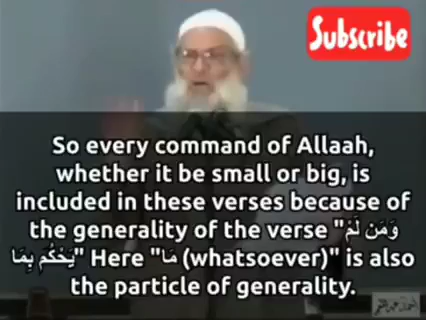 Subscribe
So every command of Allaah,
whether it be small or big, is
included in these verses because of
the generality of the verse "وَمَن لَّمْ
يَحْكُم بِمَا" Here "مَا (whatsoever)" is also
the particle of generality.